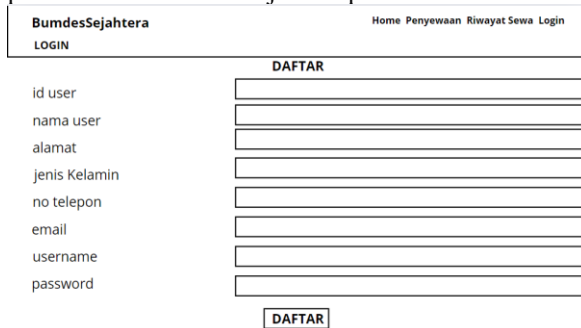 BumdesSejahtera
Home Penyewaan Riwayat Sewa Login
LOGIN
DAFTAR
id user
nama user
alamat
jenis Kelamin
no telepon
email
username
password
DAFTAR